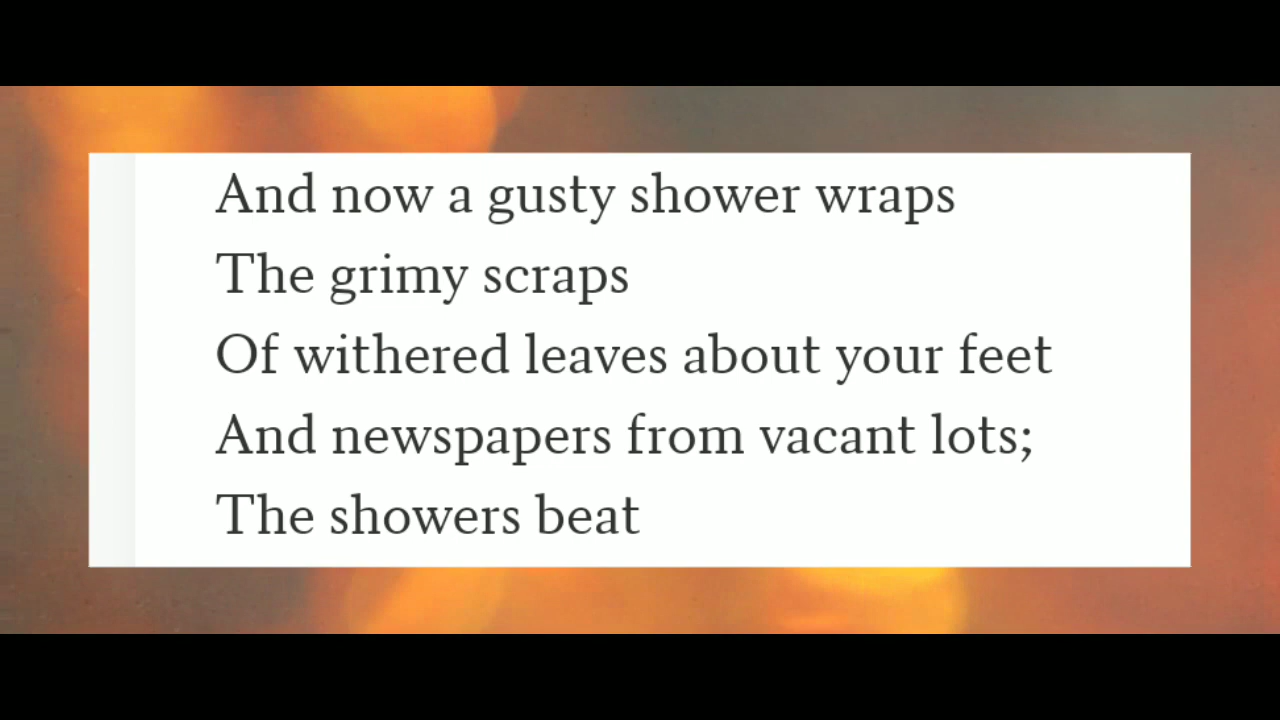 And now a gusty shower wraps
The grimy scraps
Of withered leaves about your feet
And newspapers from vacant lots;
The showers beat